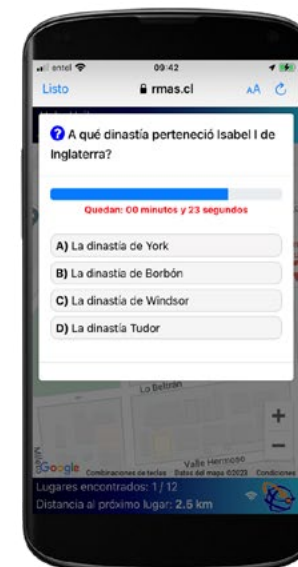 entel 09:42
Listo rmas.cl AA
A qué dinastía perteneció Isabel I de
Inglaterra?
Quedan: 00 minutos y 23 segundos
A) La dinastía de York
B) La dinastía de Borbón
C) La dinastía de Windsor
D) La dinastía Tudor
Lo Beltrán
+
Valle Hermoso
−
Google Combinaciones de teclas Datos del mapa ©2023 Condiciones
Lugares encontrados: 1 / 12
Distancia al próximo lugar: 2.5 km